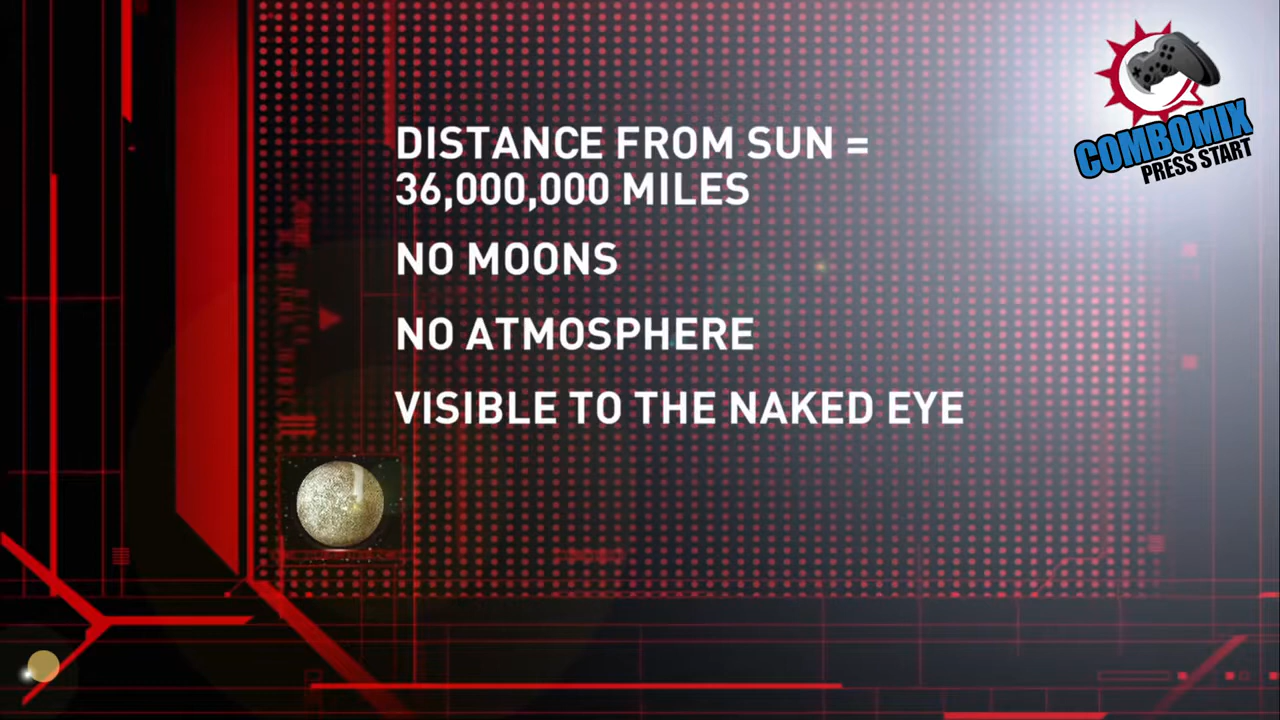 DISTANCE FROM SUN =
36,000,000 MILES
NO MOONS
NO ATMOSPHERE
VISIBLE TO THE NAKED EYE
COMBOMIX
PRESS START